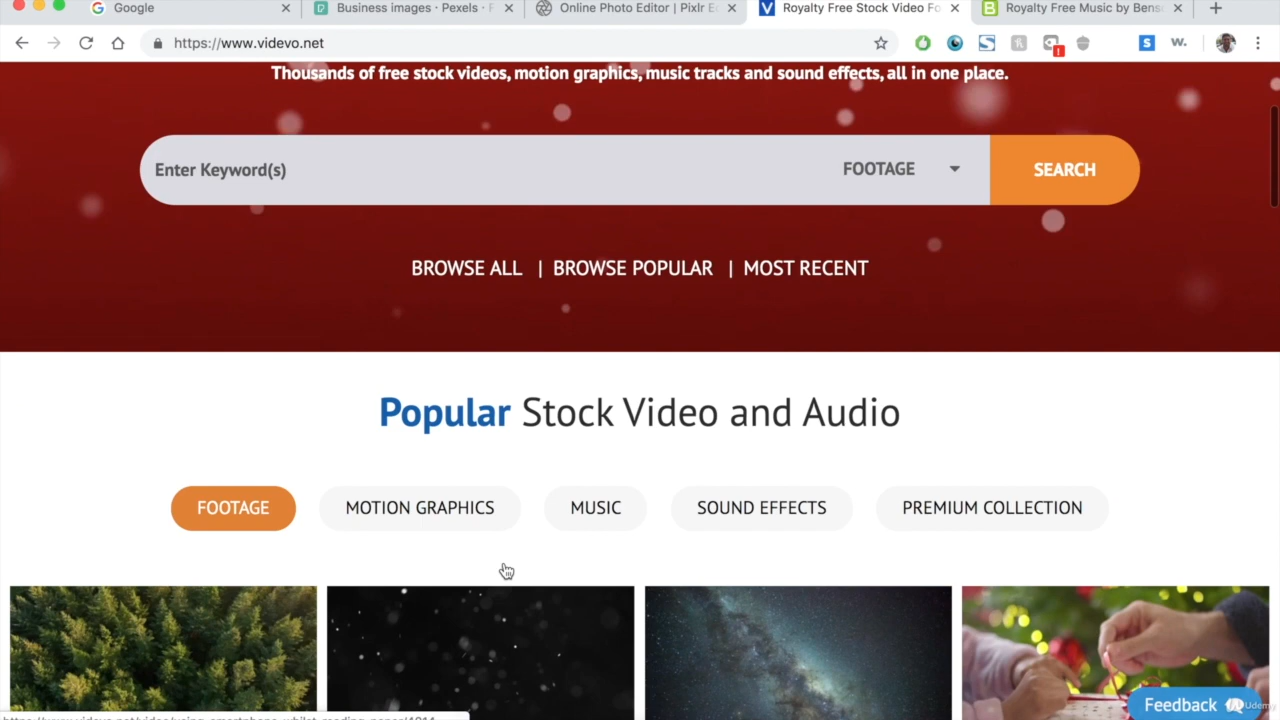 Google
Business images · Pexels · F
Online Photo Editor | Pixlr E
Royalty Free Stock Video Fo
Royalty Free Music by Bens
https://www.videvo.net
Thousands of free stock videos, motion graphics, music tracks and sound effects, all in one place.
Enter Keyword(s)
FOOTAGE
SEARCH
BROWSE ALL | BROWSE POPULAR | MOST RECENT
Popular Stock Video and Audio
FOOTAGE
MOTION GRAPHICS
MUSIC
SOUND EFFECTS
PREMIUM COLLECTION
Feedback
Udemy